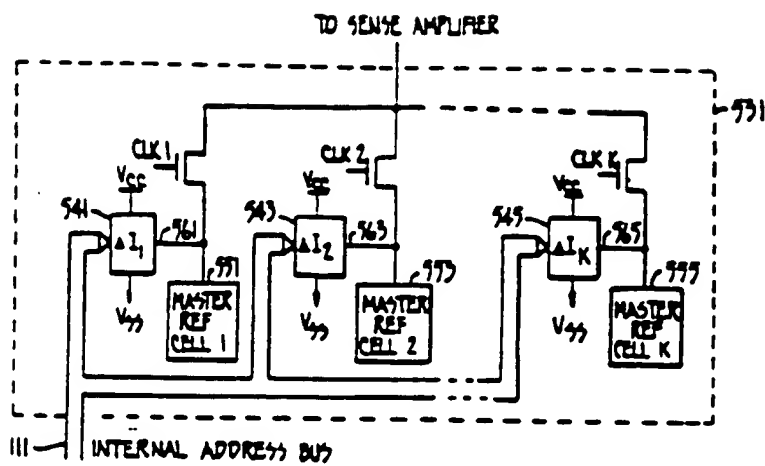 TO SENSE AMPLIFIER
531
CLK 1
CLK 2
CLK K
VCC
VCC
VCC
541
561
543
563
545
565
ΔI1
ΔI2
ΔIK
551
553
555
VSS
VSS
VSS
MASTER
REF
CELL 1
MASTER
REF
CELL 2
MASTER
REF
CELL K
111
INTERNAL ADDRESS BUS